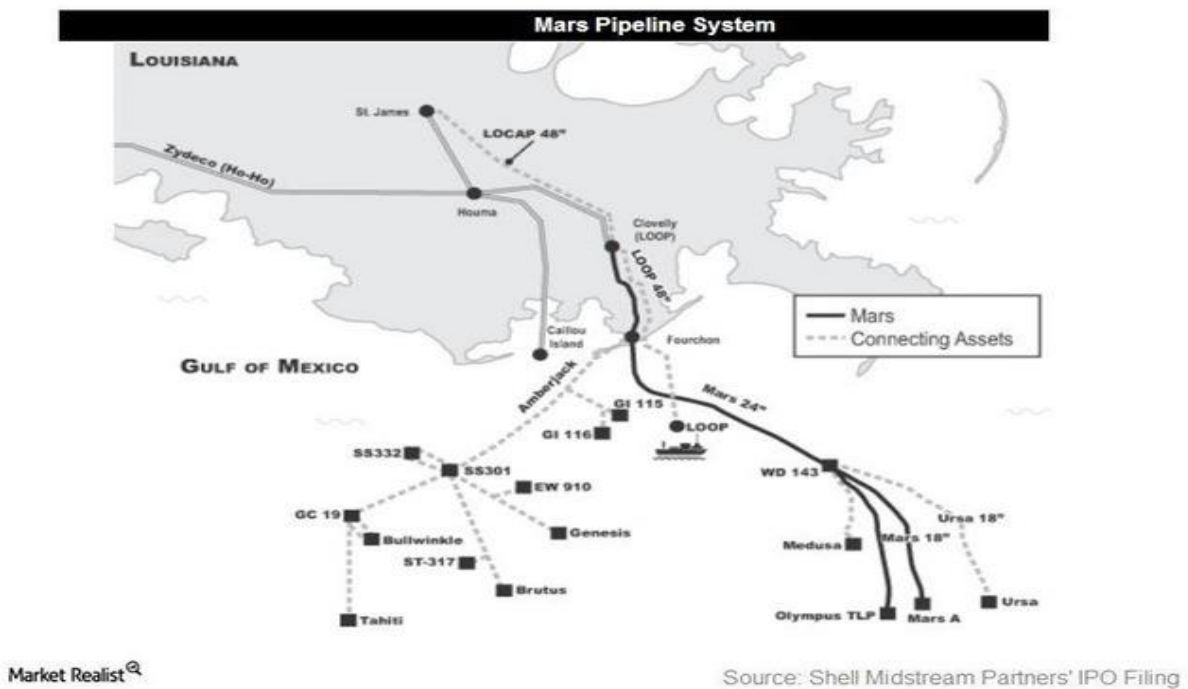 Mars Pipeline System
LOUISIANA
St. James
LOCAP 48"
Zydeco (Ho-Ho)
Houma
Clovelly
(LOOP)
LOOP 48"
Mars
Connecting Assets
Caillou
Island
Fourchon
GULF OF MEXICO
Amberjack
Mars 24"
GI 115
GI 116
LOOP
SS332
SS301
WD 143
EW 910
GC 19
Ursa 18"
Bullwinkle
Genesis
Medusa
Mars 18"
ST-317
Brutus
Ursa
Tahiti
Olympus TLP
Mars A
Market Realist
Source: Shell Midstream Partners' IPO Filing